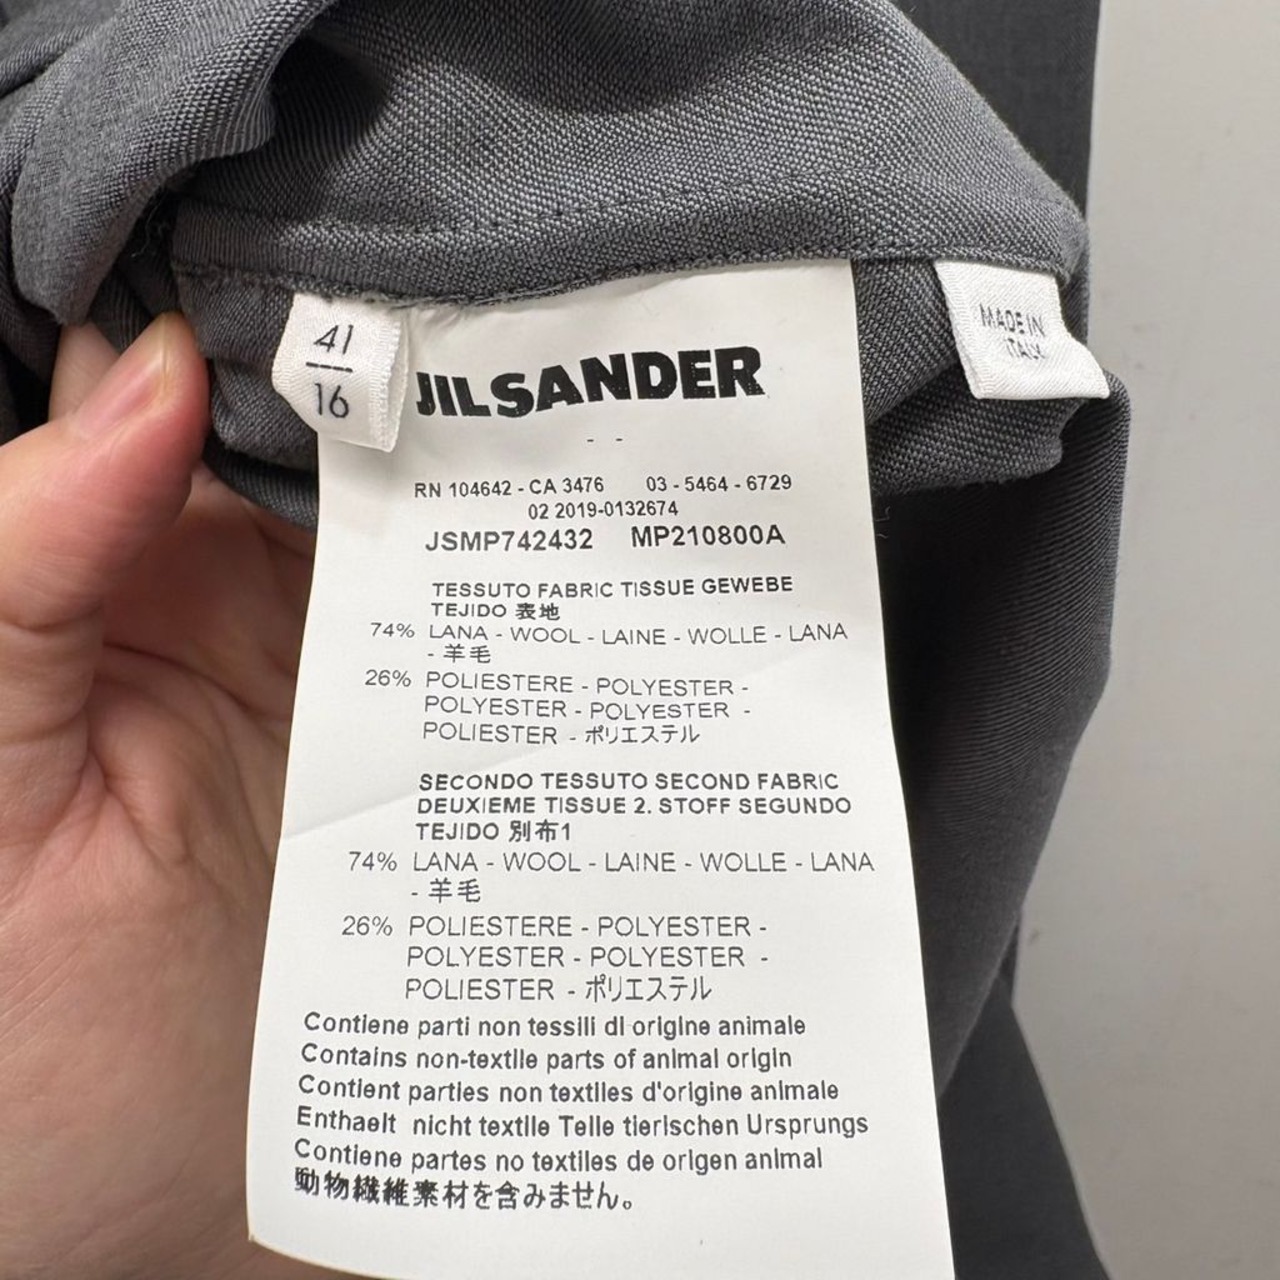 41
16
JIL SANDER
- -
MADE IN
ITALY
RN 104642 - CA 3476 03 - 5464 - 6729
02 2019-0132674
JSMP742432 MP210800A
TESSUTO FABRIC TISSUE GEWEBE
TEJIDO 表地
74% LANA - WOOL - LAINE - WOLLE - LANA
- 羊毛
26% POLIESTERE - POLYESTER -
POLYESTER - POLYESTER -
POLIESTER - ポリエステル
SECONDO TESSUTO SECOND FABRIC
DEUXIEME TISSUE 2. STOFF SEGUNDO
TEJIDO 別布1
74% LANA - WOOL - LAINE - WOLLE - LANA
- 羊毛
26% POLIESTERE - POLYESTER -
POLYESTER - POLYESTER -
POLIESTER - ポリエステル
Contiene parti non tessili di origine animale
Contains non-textile parts of animal origin
Contient parties non textiles d'origine animale
Enthaelt nicht textile Teile tierischen Ursprungs
Contiene partes no textiles de origen animal
動物繊維素材を含みません。